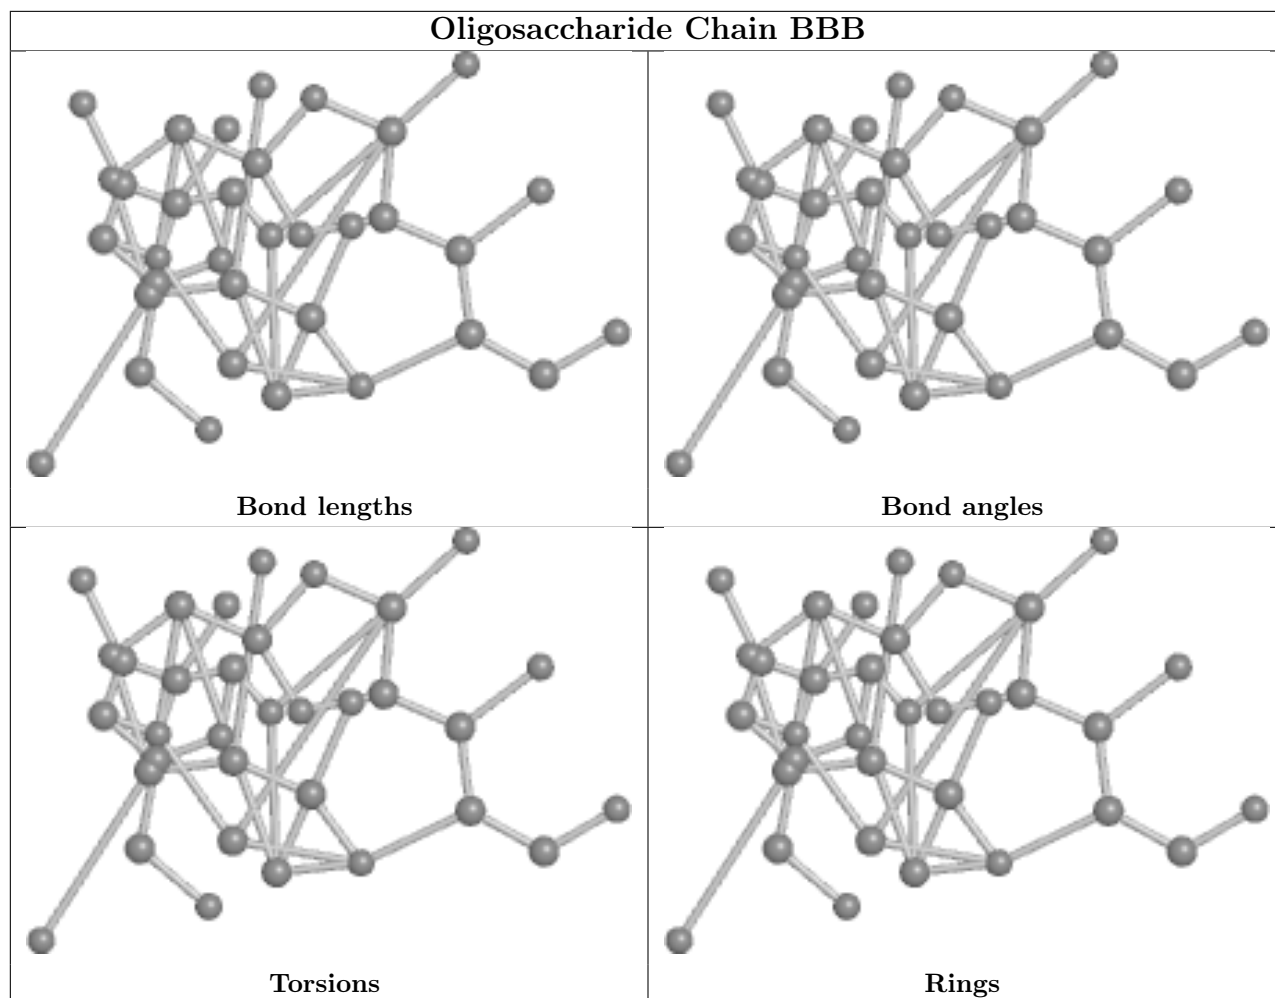 Oligosaccharide Chain BBB
Bond lengths
Bond angles
Torsions
Rings